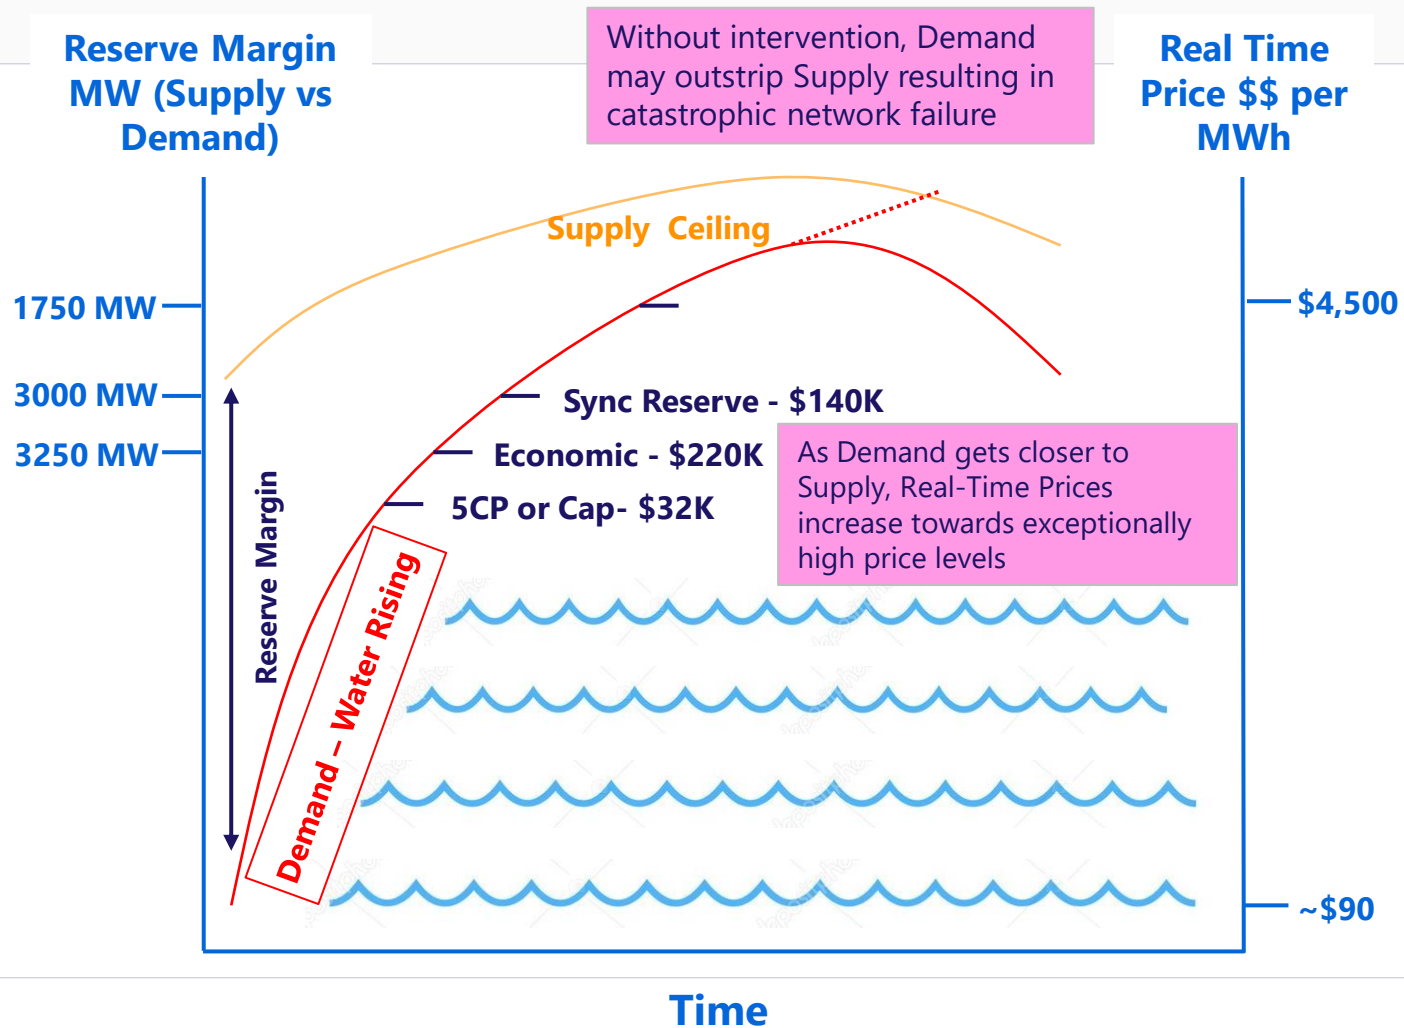 Reserve Margin
MW (Supply vs
Demand)
Without intervention, Demand
may outstrip Supply resulting in
catastrophic network failure
Real Time
Price $$ per
MWh
Supply Ceiling
1750 MW
$4,500
3000 MW
Sync Reserve - $140K
3250 MW
Economic - $220K
5CP or Cap- $32K
As Demand gets closer to
Supply, Real-Time Prices
increase towards exceptionally
high price levels
Reserve Margin
Demand – Water Rising
~$90
Time